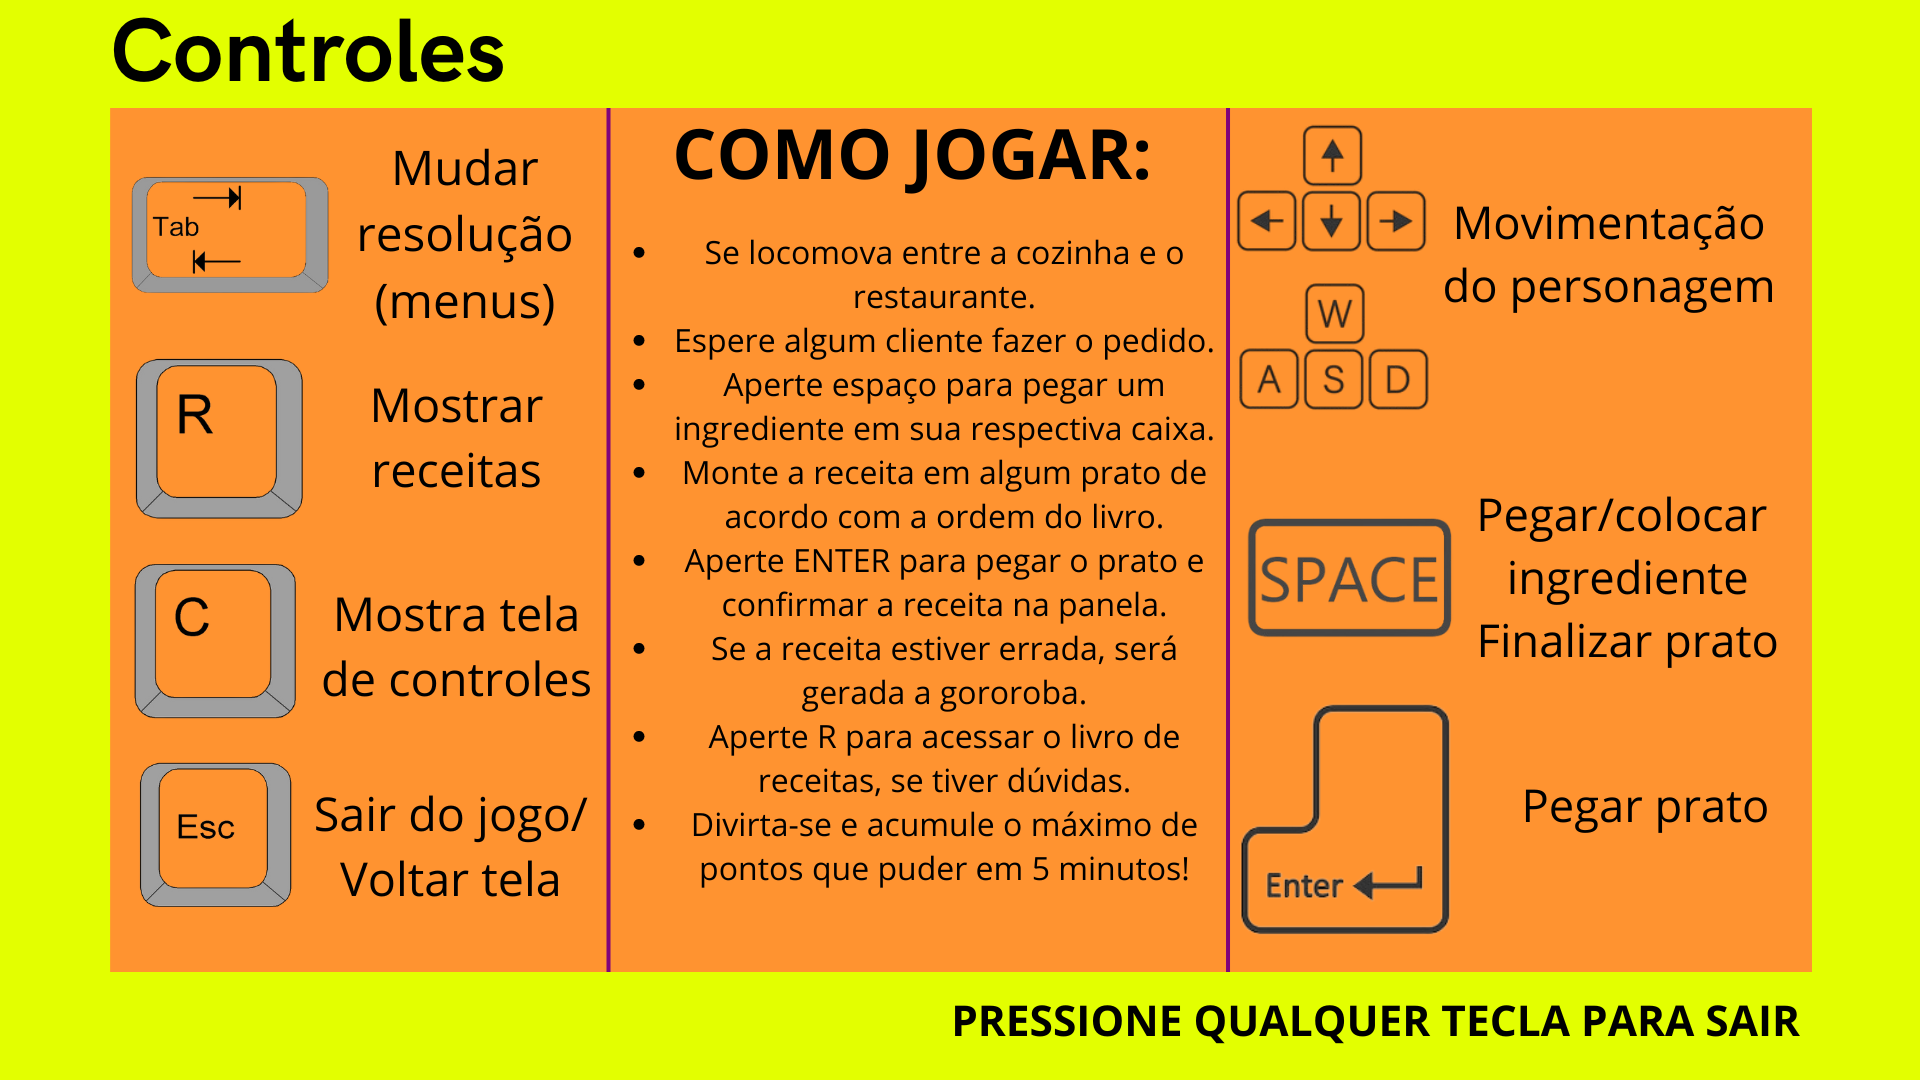 Controles
Tab
Mudar
resolução
(menus)
R
Mostrar
receitas
C
Mostra tela
de controles
Esc
Sair do jogo/
Voltar tela
COMO JOGAR:
• Se locomova entre a cozinha e o
restaurante.
• Espere algum cliente fazer o pedido.
• Aperte espaço para pegar um
ingrediente em sua respectiva caixa.
• Monte a receita em algum prato de
acordo com a ordem do livro.
• Aperte ENTER para pegar o prato e
confirmar a receita na panela.
• Se a receita estiver errada, será
gerada a gororoba.
• Aperte R para acessar o livro de
receitas, se tiver dúvidas.
• Divirta-se e acumule o máximo de
pontos que puder em 5 minutos!
W
A S D
Movimentação
do personagem
SPACE
Pegar/colocar
ingrediente
Finalizar prato
Enter
Pegar prato
PRESSIONE QUALQUER TECLA PARA SAIR